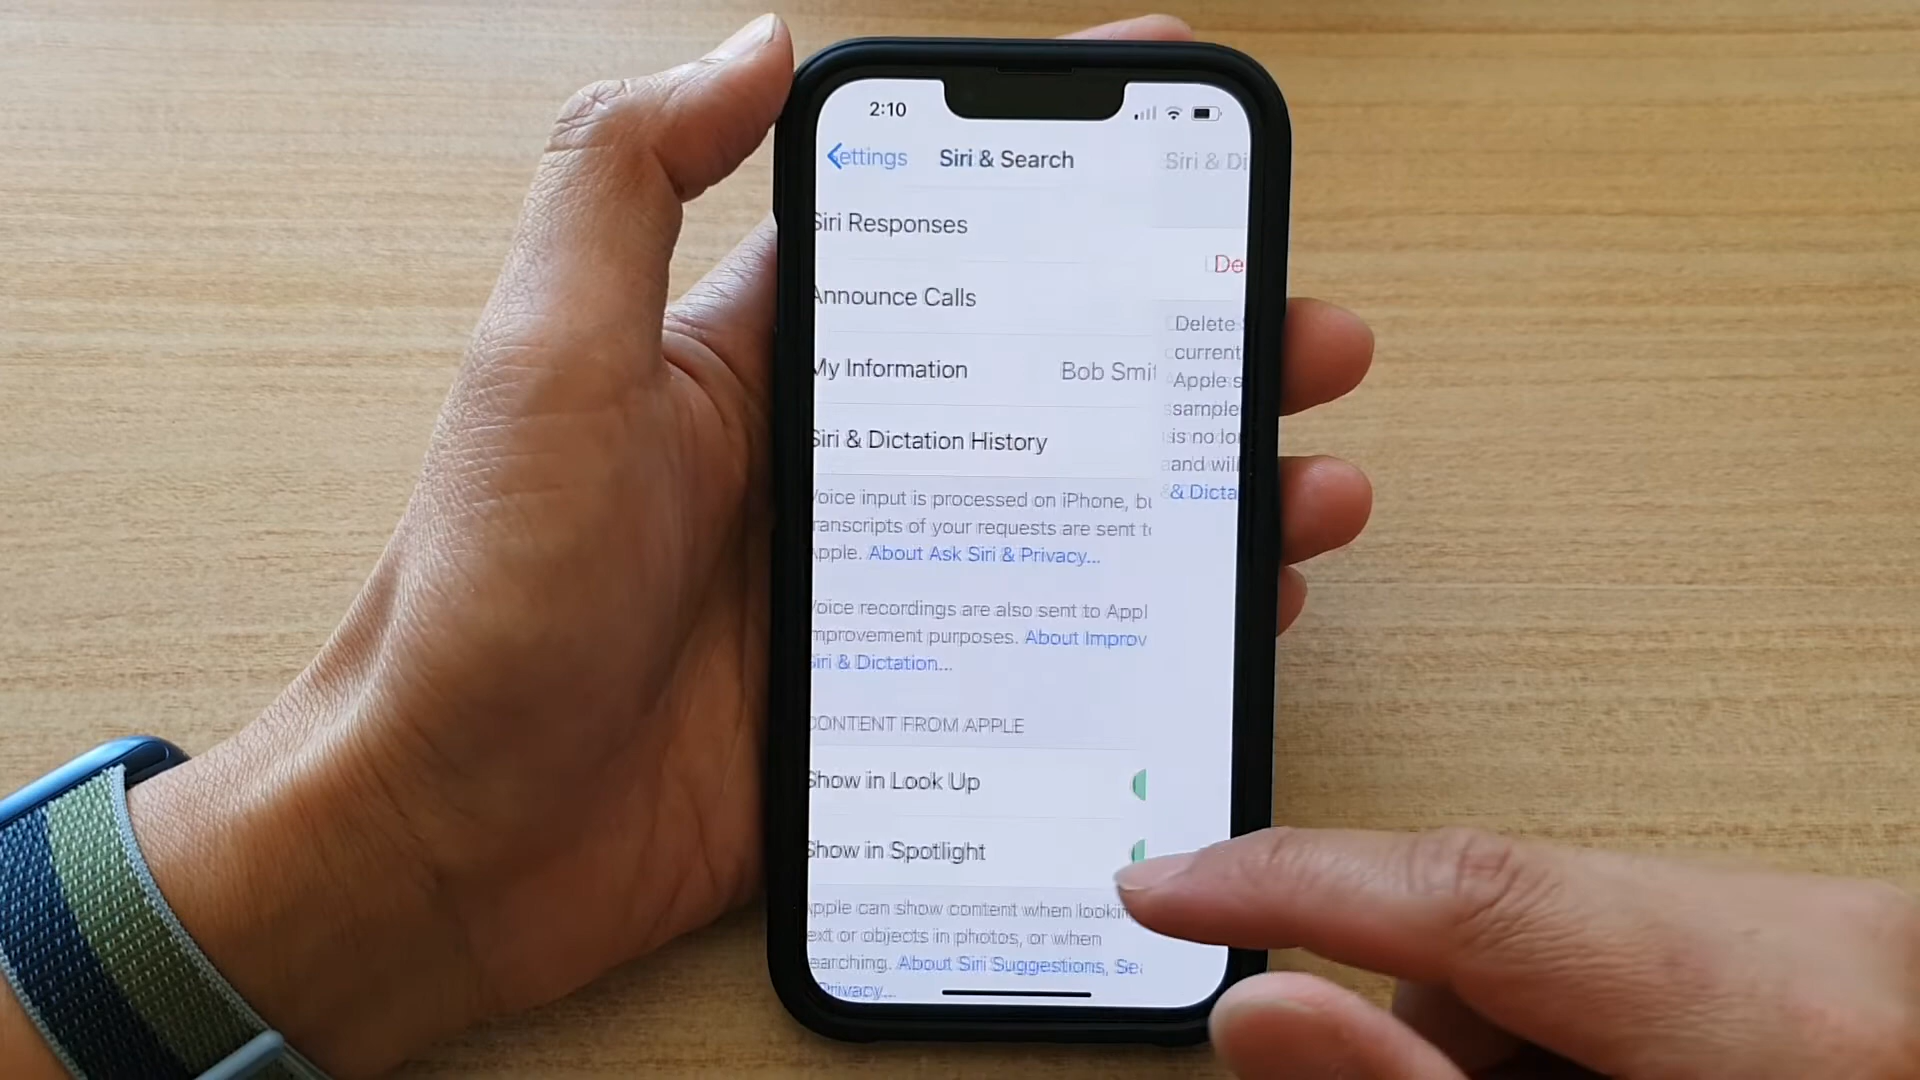 2:10
Settings
Siri & Search
Siri & Di
Siri Responses
De
Announce Calls
Delete
current
My Information
Bob Smit
Apple s
sample
Siri & Dictation History
is no lo
and will
& Dicta
Voice input is processed on iPhone, bu
transcripts of your requests are sent to
Apple. About Ask Siri & Privacy...
Voice recordings are also sent to Appl
improvement purposes. About Improv
Siri & Dictation...
CONTENT FROM APPLE
Show in Look Up
Show in Spotlight
Apple can show content when lookin
text or objects in photos, or when
searching. About Siri Suggestions, Sea
Privacy...